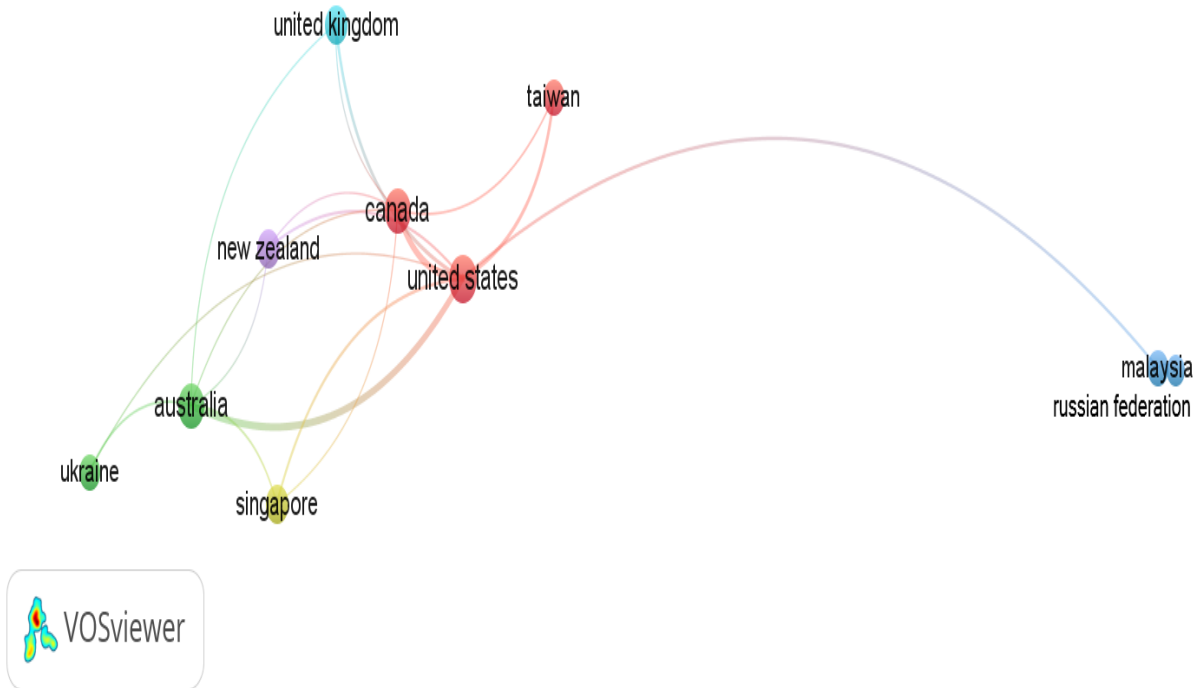 united kingdom
taiwan
canada
new zealand
united states
malaysia
russian federation
australia
ukraine
singapore
VOSviewer